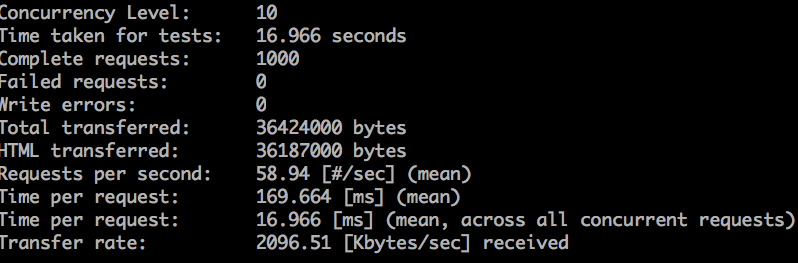 Concurrency Level:      10
Time taken for tests:   16.966 seconds
Complete requests:      1000
Failed requests:        0
Write errors:           0
Total transferred:      36424000 bytes
HTML transferred:       36187000 bytes
Requests per second:    58.94 [#/sec] (mean)
Time per request:       169.664 [ms] (mean)
Time per request:       16.966 [ms] (mean, across all concurrent requests)
Transfer rate:          2096.51 [Kbytes/sec] received